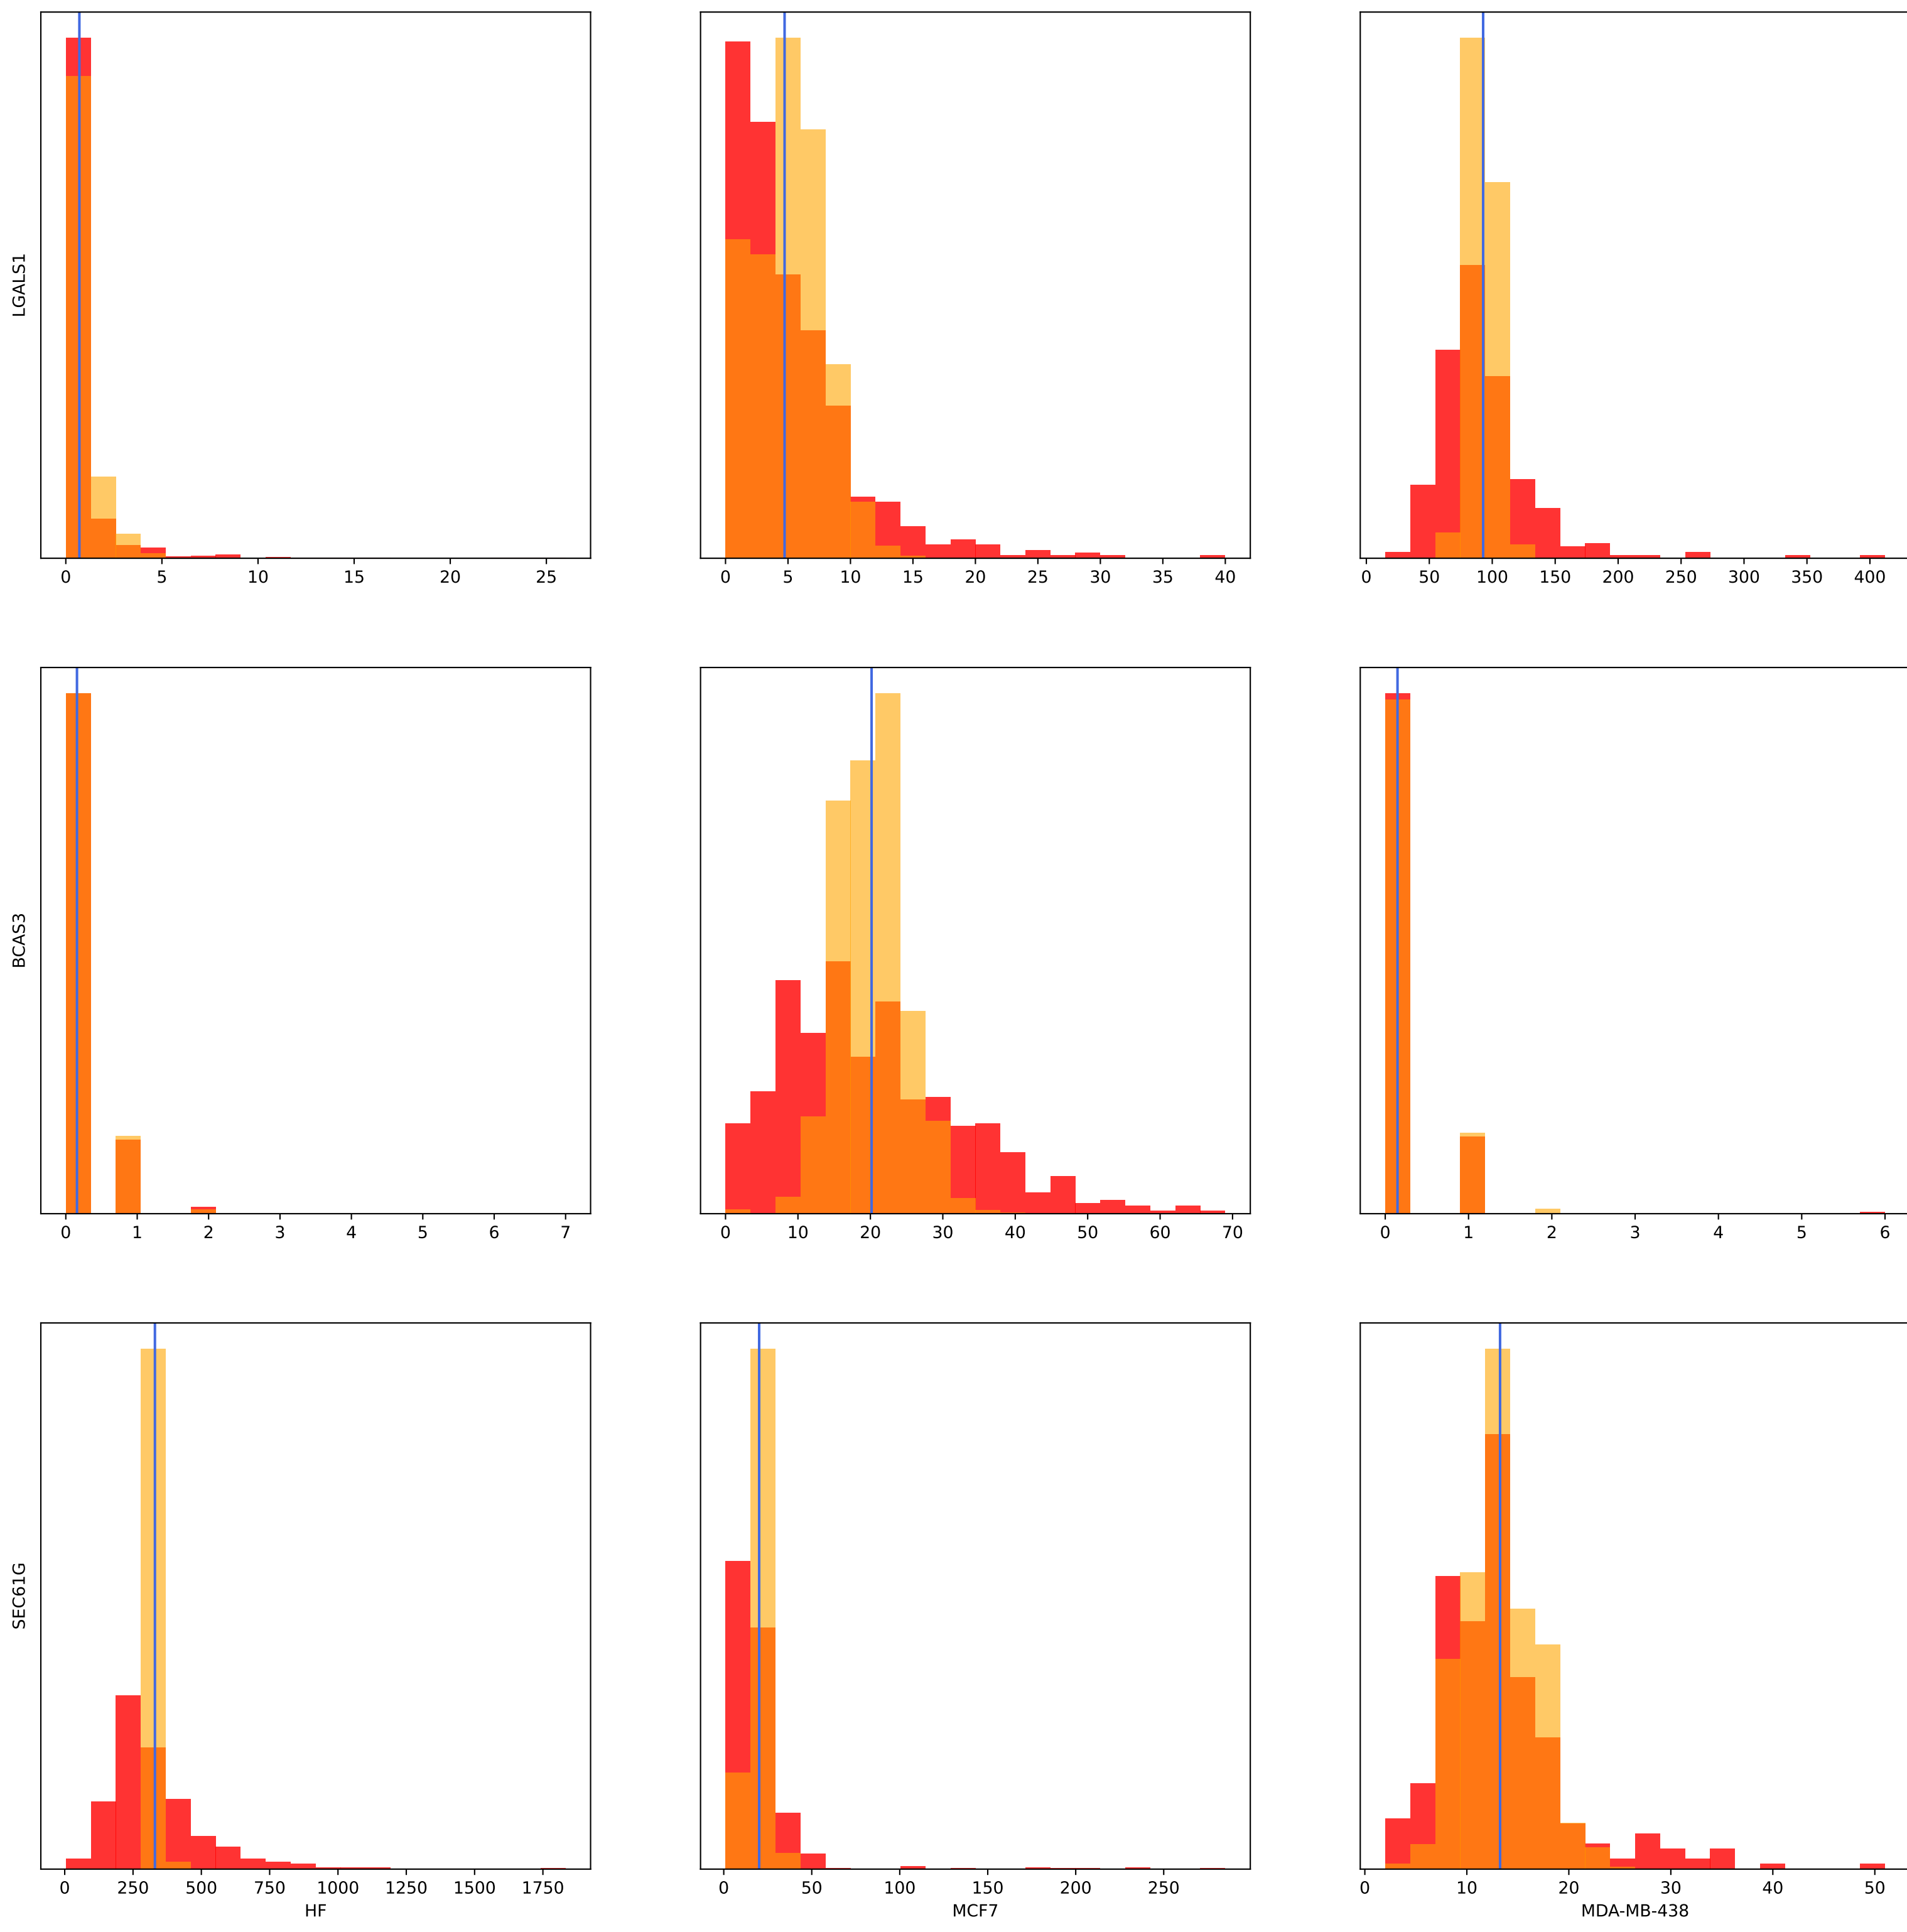 LGALS1
0 5 10 15 20 25
0 5 10 15 20 25 30 35 40
0 50 100 150 200 250 300 350 400
BCAS3
0 1 2 3 4 5 6 7
0 10 20 30 40 50 60 70
0 1 2 3 4 5 6
SEC61G
0 250 500 750 1000 1250 1500 1750
0 50 100 150 200 250
0 10 20 30 40 50
HF
MCF7
MDA-MB-438